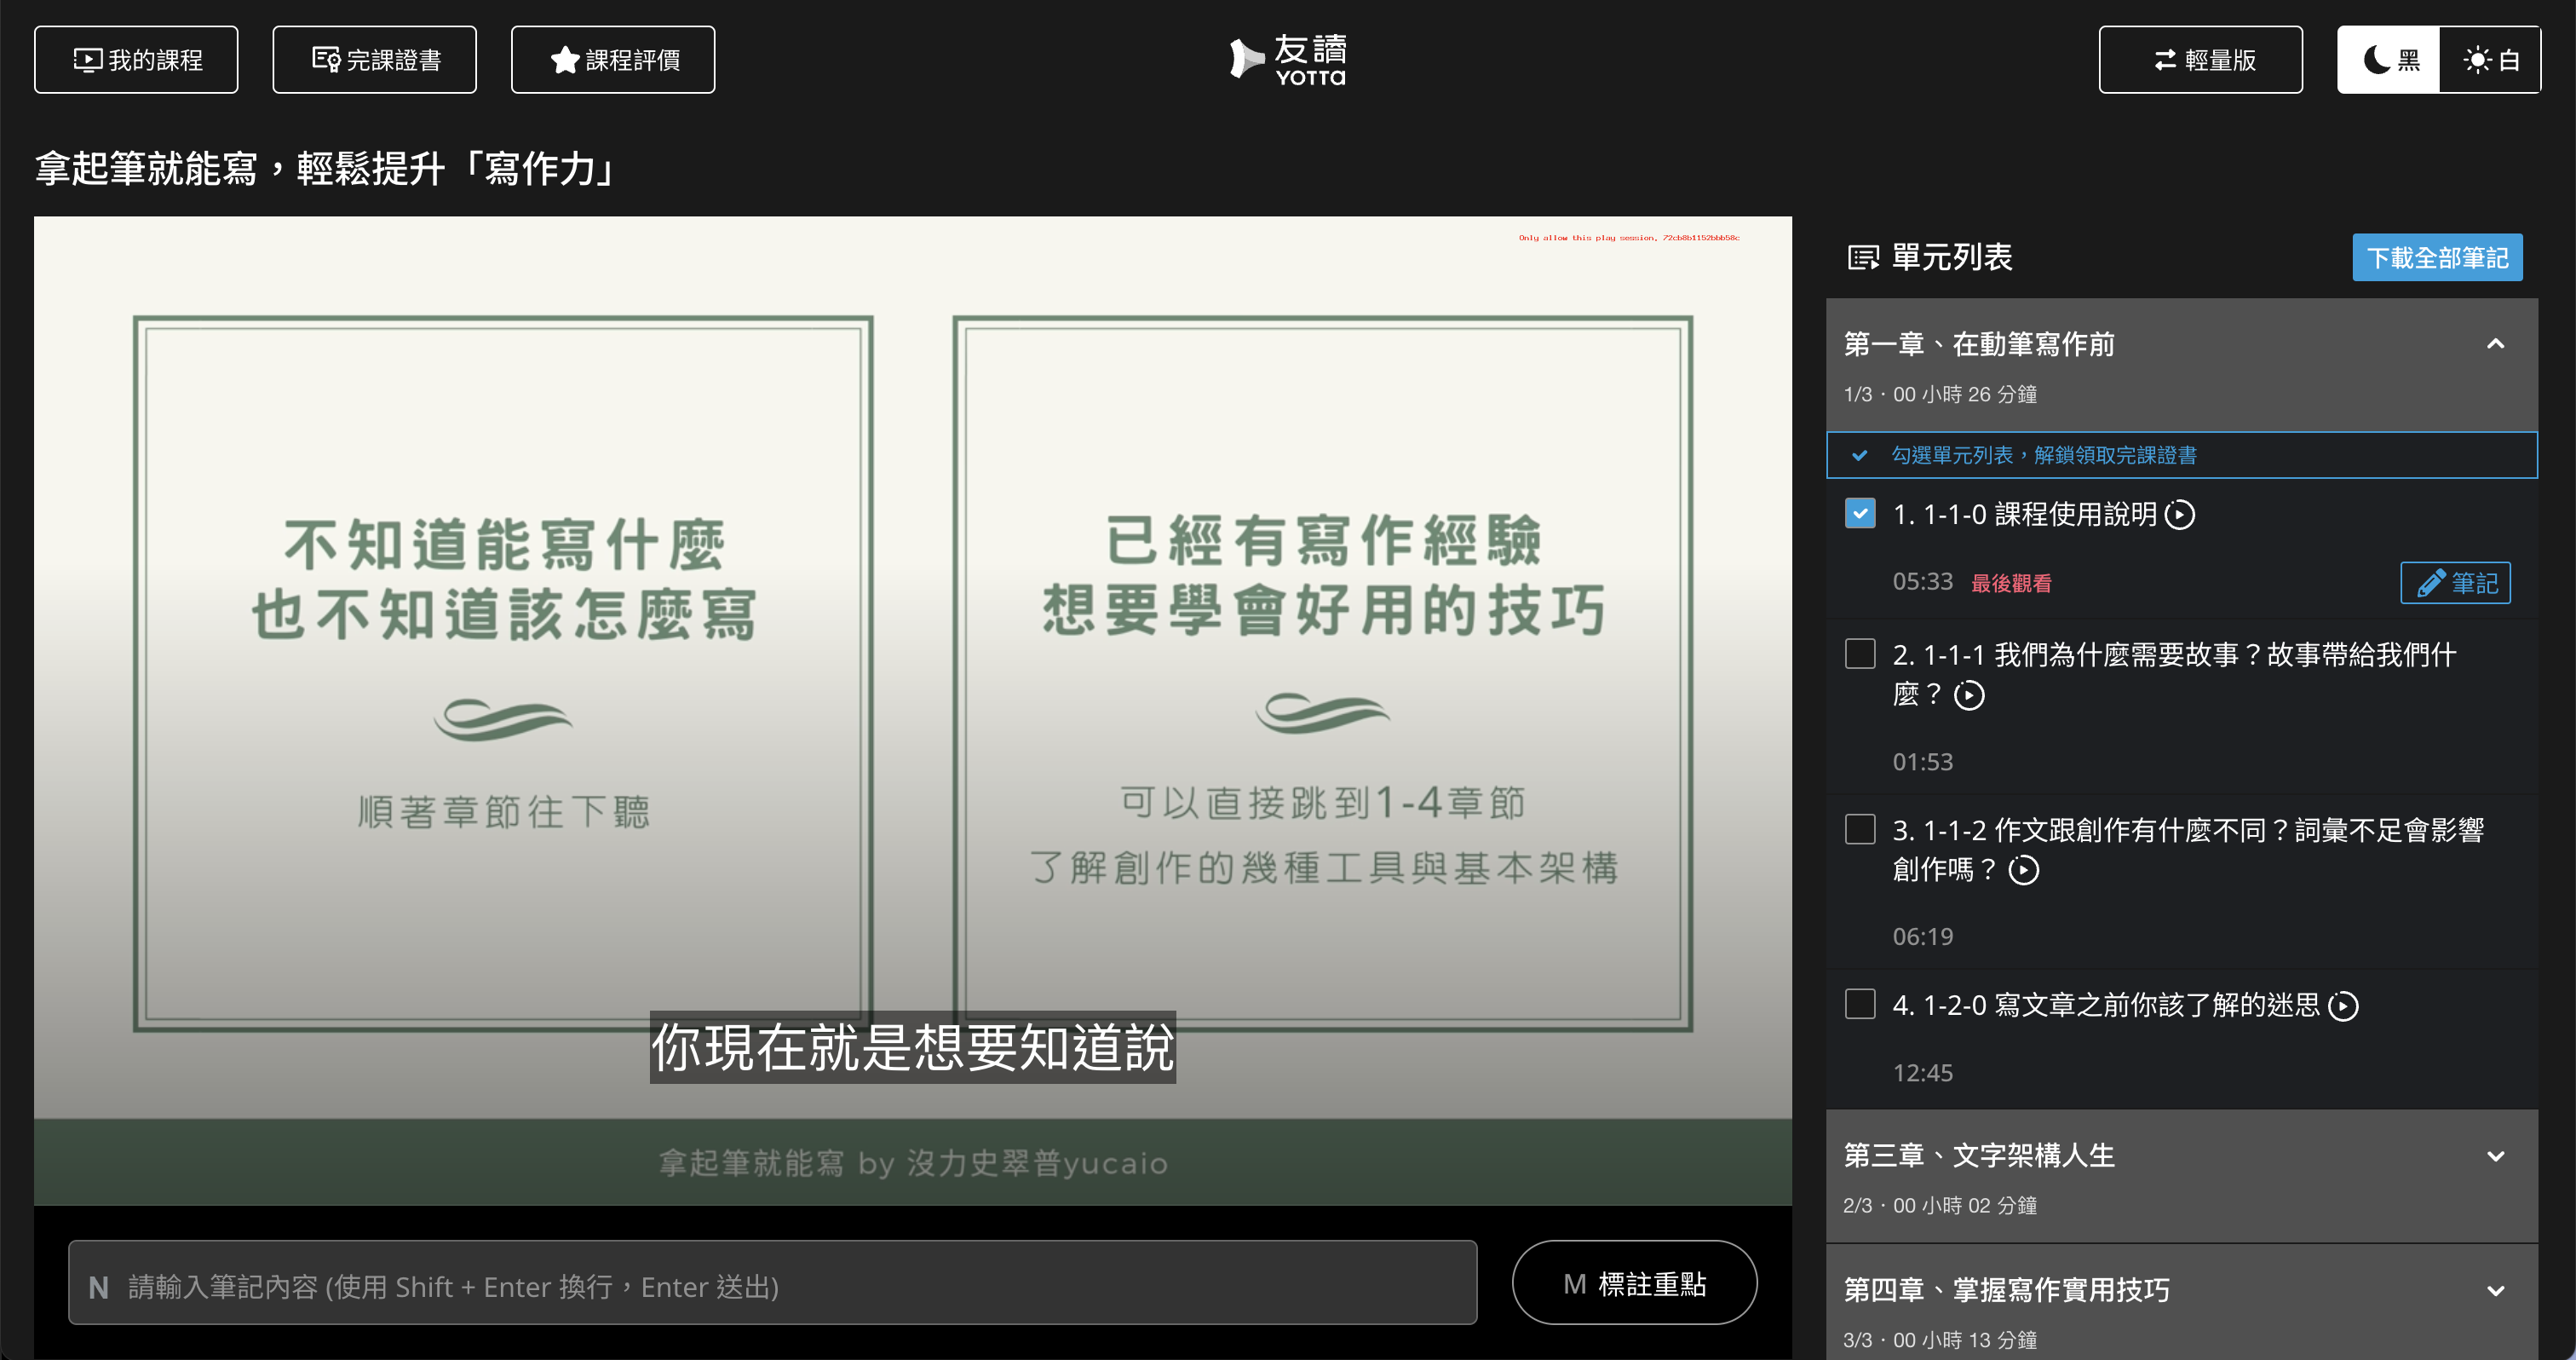 我的課程
完課證書
課程評價
友讀
YOTTA
輕量版
黑
白
拿起筆就能寫，輕鬆提升「寫作力」
Only allow this play session, 72cb8b1152bbb58c
不知道能寫什麼
也不知道該怎麼寫
順著章節往下聽
已經有寫作經驗
想要學會好用的技巧
可以直接跳到1-4章節
了解創作的幾種工具與基本架構
你現在就是想要知道說
拿起筆就能寫 by 沒力史翠普yucaio
N 請輸入筆記內容 (使用 Shift + Enter 換行，Enter 送出)
M 標註重點
單元列表
下載全部筆記
第一章、在動筆寫作前
1/3・00 小時 26 分鐘
勾選單元列表，解鎖領取完課證書
1. 1-1-0 課程使用說明
05:33 最後觀看
筆記
2. 1-1-1 我們為什麼需要故事？故事帶給我們什
麼？
01:53
3. 1-1-2 作文跟創作有什麼不同？詞彙不足會影響
創作嗎？
06:19
4. 1-2-0 寫文章之前你該了解的迷思
12:45
第三章、文字架構人生
2/3・00 小時 02 分鐘
第四章、掌握寫作實用技巧
3/3・00 小時 13 分鐘